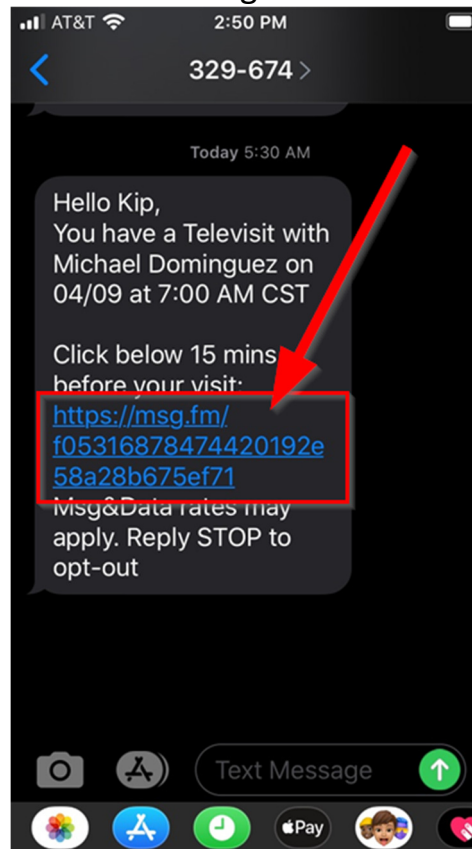 AT&T
2:50 PM
329-674 >
Today 5:30 AM
Hello Kip,
You have a Televisit with
Michael Dominguez on
04/09 at 7:00 AM CST
Click below 15 mins
before your visit:
https://msg.fm/
f05316878474420192e
58a28b675ef71
Msg&Data rates may
apply. Reply STOP to
opt-out
Text Message
Pay